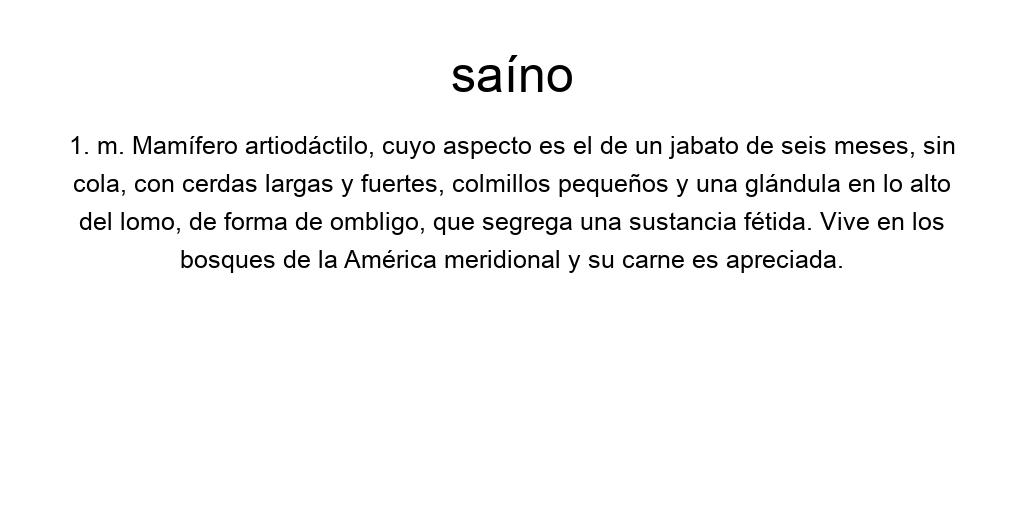 saíno
1. m. Mamífero artiodáctilo, cuyo aspecto es el de un jabato de seis meses, sin
cola, con cerdas largas y fuertes, colmillos pequeños y una glándula en lo alto
del lomo, de forma de ombligo, que segrega una sustancia fétida. Vive en los
bosques de la América meridional y su carne es apreciada.